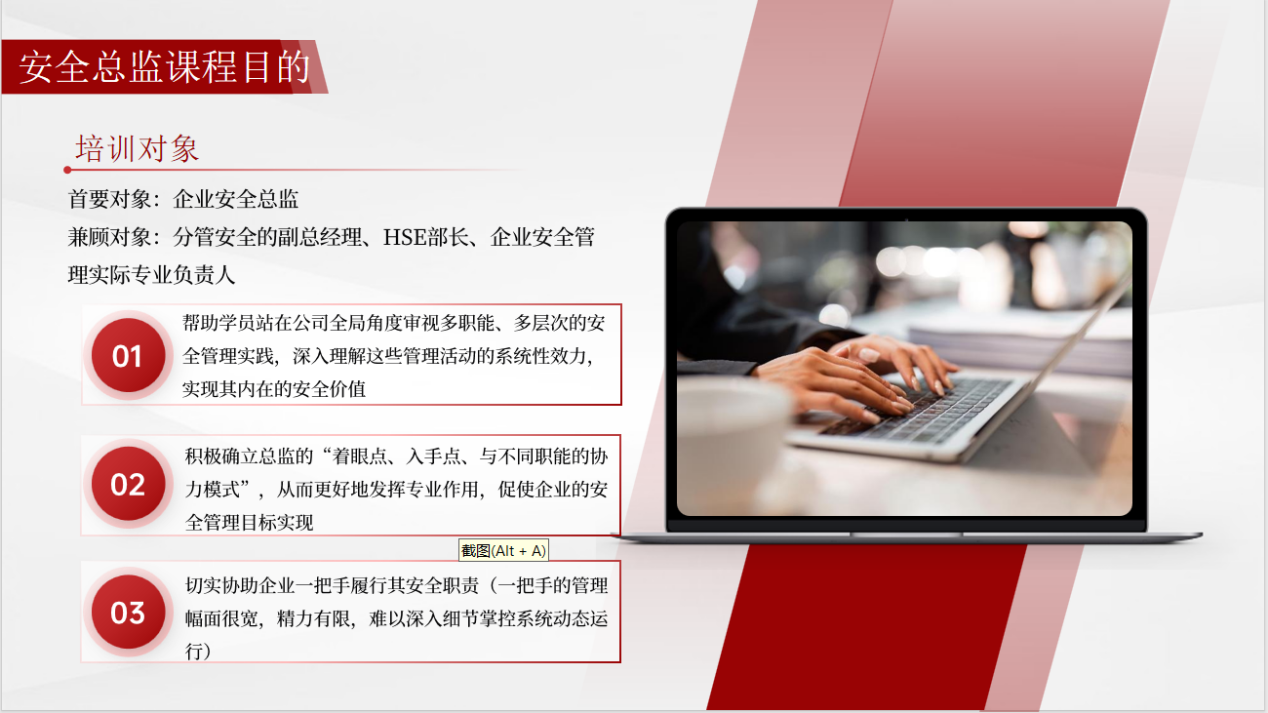 安全总监课程目的
培训对象
首要对象：企业安全总监
兼顾对象：分管安全的副总经理、HSE部长、企业安全管
理实际专业负责人
01
帮助学员站在公司全局角度审视多职能、多层次的安
全管理实践，深入理解这些管理活动的系统性效力，
实现其内在的安全价值
02
积极确立总监的“着眼点、入手点、与不同职能的协
力模式”，从而更好地发挥专业作用，促使企业的安
全管理目标实现
截图(Alt + A)
03
切实协助企业一把手履行其安全职责（一把手的管理
幅面很宽，精力有限，难以深入细节掌控系统动态运
行）